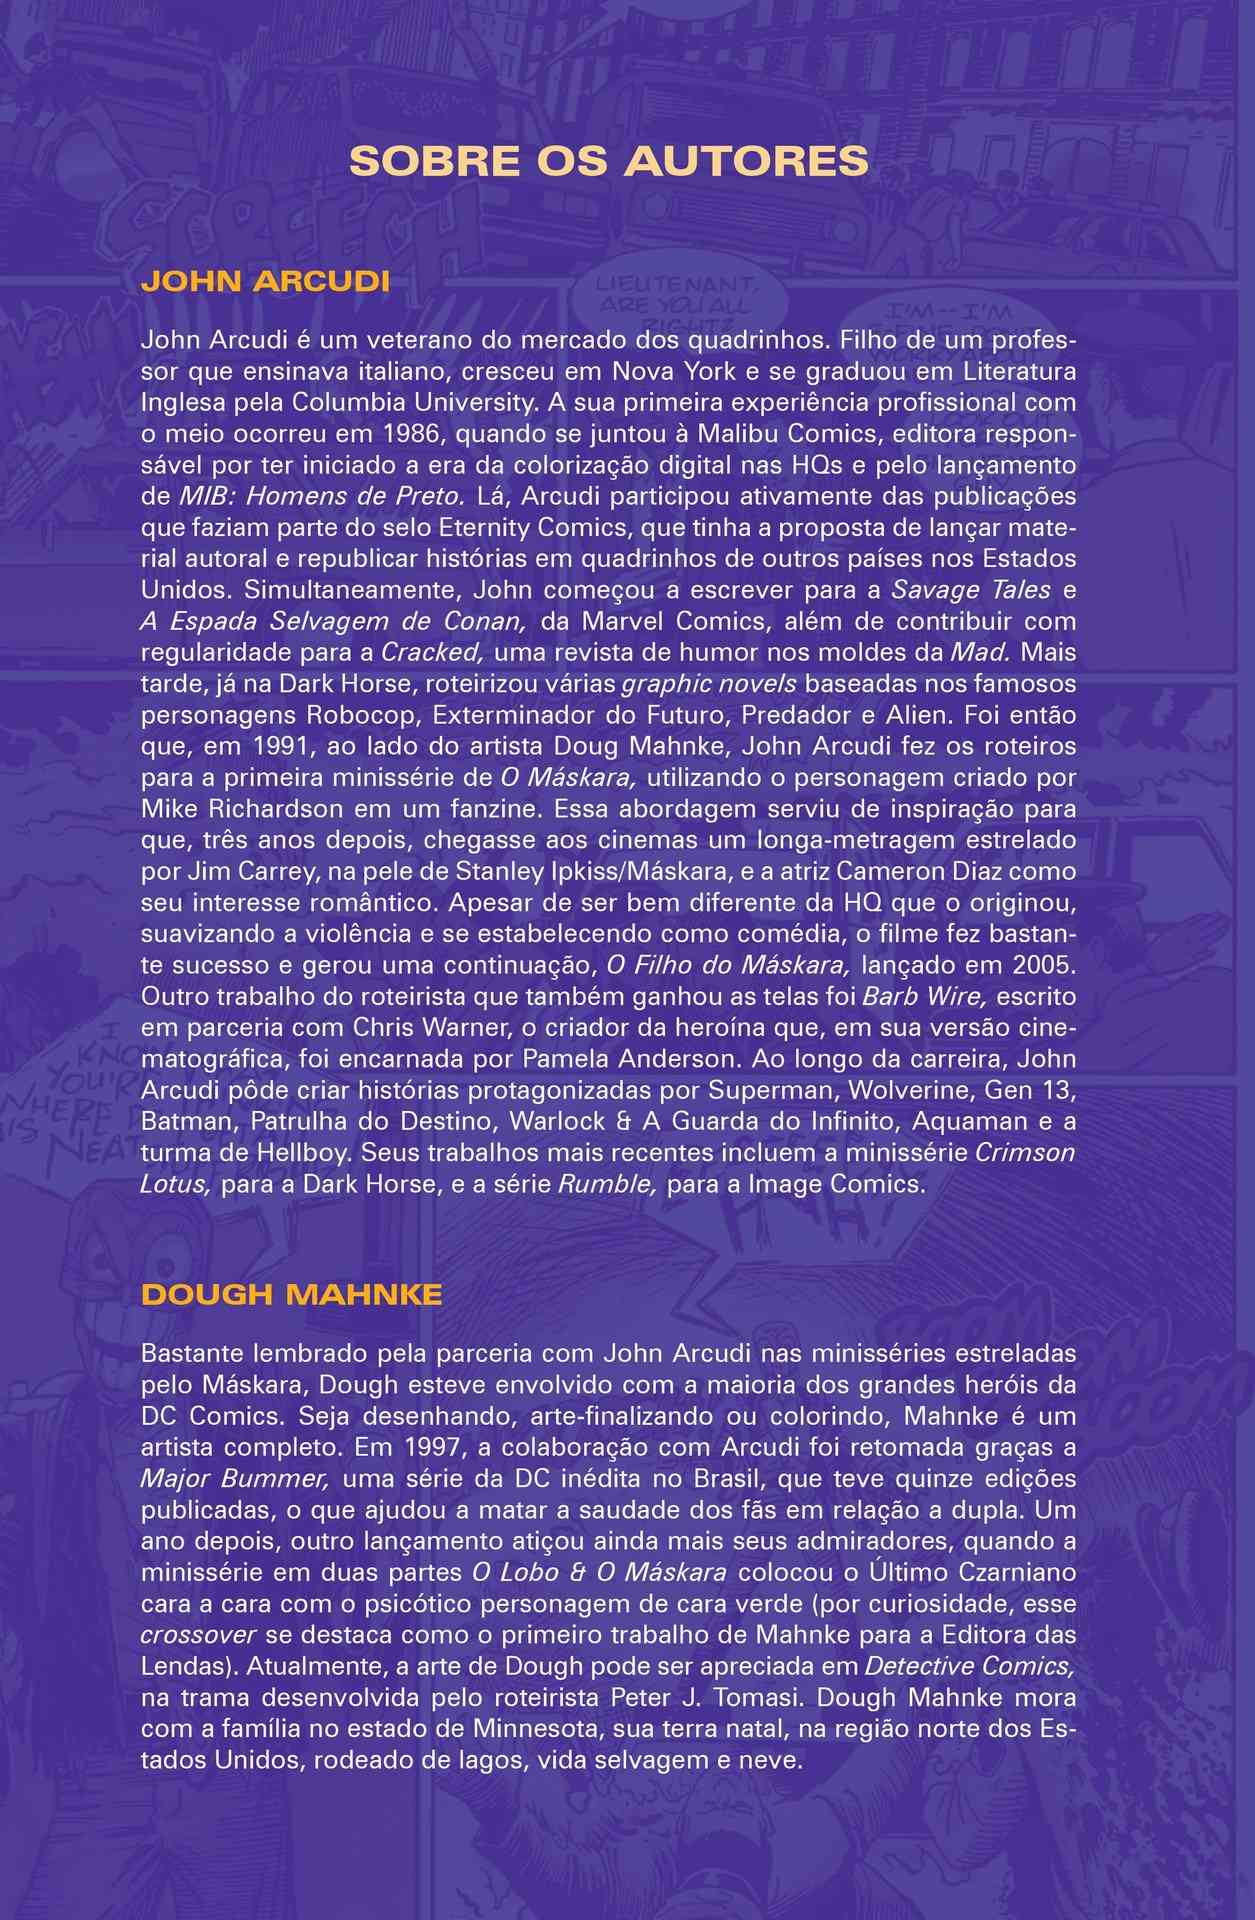 SOBRE OS AUTORES
JOHN ARCUDI
John Arcudi é um veterano do mercado dos quadrinhos. Filho de um profes-
sor que ensinava italiano, cresceu em Nova York e se graduou em Literatura
Inglesa pela Columbia University. A sua primeira experiência profissional com
o meio ocorreu em 1986, quando se juntou à Malibu Comics, editora respon-
sável por ter iniciado a era da colorização digital nas HQs e pelo lançamento
de MIB: Homens de Preto. Lá, Arcudi participou ativamente das publicações
que faziam parte do selo Eternity Comics, que tinha a proposta de lançar mate-
rial autoral e republicar histórias em quadrinhos de outros países nos Estados
Unidos. Simultaneamente, John começou a escrever para a Savage Tales e
A Espada Selvagem de Conan, da Marvel Comics, além de contribuir com
regularidade para a Cracked, uma revista de humor nos moldes da Mad. Mais
tarde, já na Dark Horse, roteirizou várias graphic novels baseadas nos famosos
personagens Robocop, Exterminador do Futuro, Predador e Alien. Foi então
que, em 1991, ao lado do artista Doug Mahnke, John Arcudi fez os roteiros
para a primeira minissérie de O Máskara, utilizando o personagem criado por
Mike Richardson em um fanzine. Essa abordagem serviu de inspiração para
que, três anos depois, chegasse aos cinemas um longa-metragem estrelado
por Jim Carrey, na pele de Stanley Ipkiss/Máskara, e a atriz Cameron Diaz como
seu interesse romântico. Apesar de ser bem diferente da HQ que o originou,
suavizando a violência e se estabelecendo como comédia, o filme fez bastan-
te sucesso e gerou uma continuação, O Filho do Máskara, lançado em 2005.
Outro trabalho do roteirista que também ganhou as telas foi Barb Wire, escrito
em parceria com Chris Warner, o criador da heroína que, em sua versão cine-
matográfica, foi encarnada por Pamela Anderson. Ao longo da carreira, John
Arcudi pôde criar histórias protagonizadas por Superman, Wolverine, Gen 13,
Batman, Patrulha do Destino, Warlock & A Guarda do Infinito, Aquaman e a
turma de Hellboy. Seus trabalhos mais recentes incluem a minissérie Crimson
Lotus, para a Dark Horse, e a série Rumble, para a Image Comics.
DOUGH MAHNKE
Bastante lembrado pela parceria com John Arcudi nas minisséries estreladas
pelo Máskara, Dough esteve envolvido com a maioria dos grandes heróis da
DC Comics. Seja desenhando, arte-finalizando ou colorindo, Mahnke é um
artista completo. Em 1997, a colaboração com Arcudi foi retomada graças a
Major Bummer, uma série da DC inédita no Brasil, que teve quinze edições
publicadas, o que ajudou a matar a saudade dos fãs em relação a dupla. Um
ano depois, outro lançamento atiçou ainda mais seus admiradores, quando a
minissérie em duas partes O Lobo & O Máskara colocou o Último Czarniano
cara a cara com o psicótico personagem de cara verde (por curiosidade, esse
crossover se destaca como o primeiro trabalho de Mahnke para a Editora das
Lendas). Atualmente, a arte de Dough pode ser apreciada em Detective Comics,
na trama desenvolvida pelo roteirista Peter J. Tomasi. Dough Mahnke mora
com a família no estado de Minnesota, sua terra natal, na região norte dos Es-
tados Unidos, rodeado de lagos, vida selvagem e neve.
SCREECH
LIEUTENANT,
ARE YOU ALL
RIGHT?
I'M--I'M